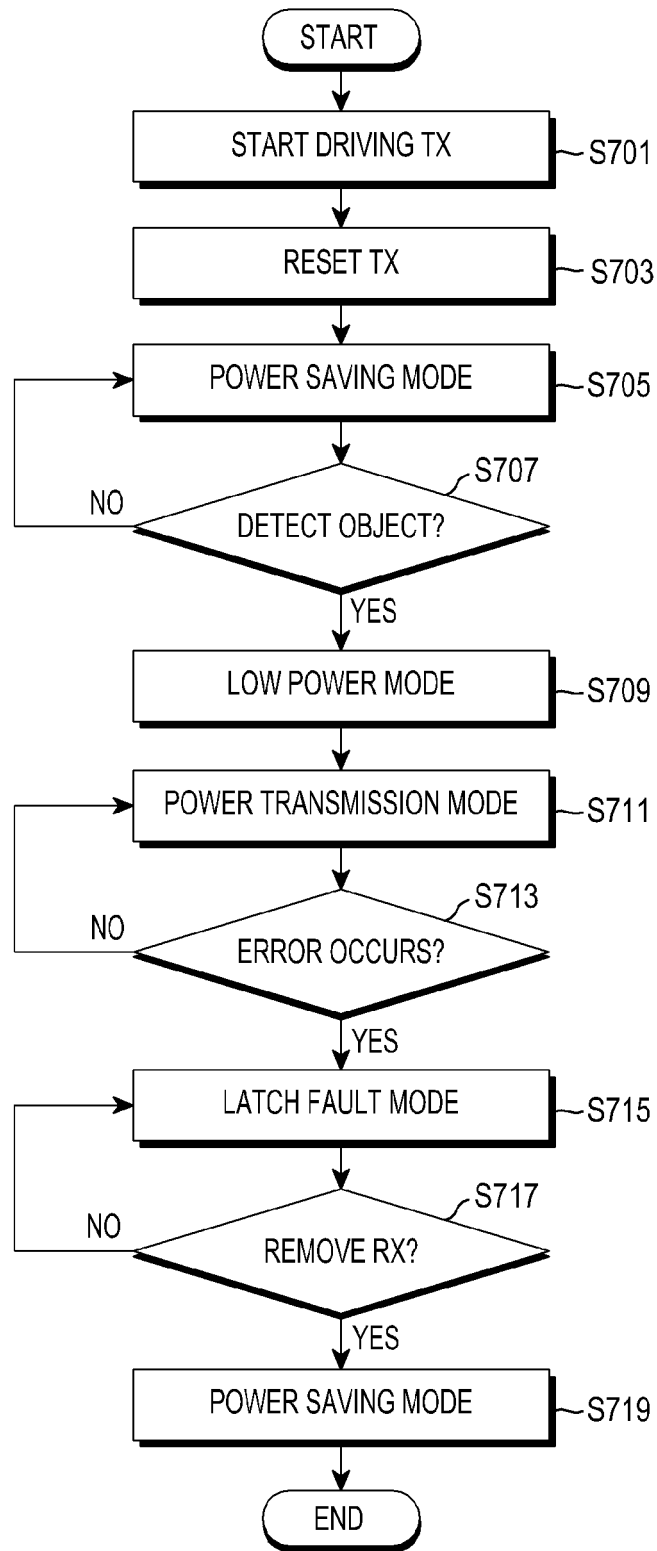 START
START DRIVING TX
S701
RESET TX
S703
POWER SAVING MODE
S705
S707
NO
DETECT OBJECT?
YES
LOW POWER MODE
S709
POWER TRANSMISSION MODE
S711
S713
NO
ERROR OCCURS?
YES
LATCH FAULT MODE
S715
S717
NO
REMOVE RX?
YES
POWER SAVING MODE
S719
END